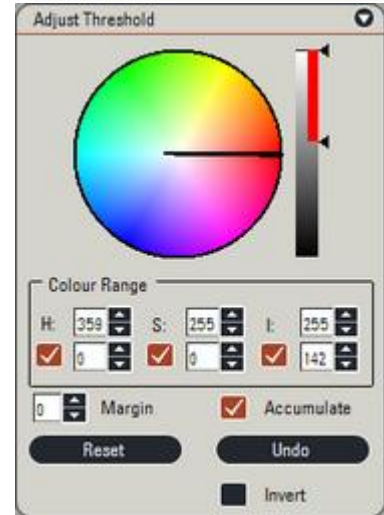 Adjust Threshold
Colour Range
H: 359 S: 255 I: 255
0 0 142
0 Margin Accumulate
Reset Undo
Invert